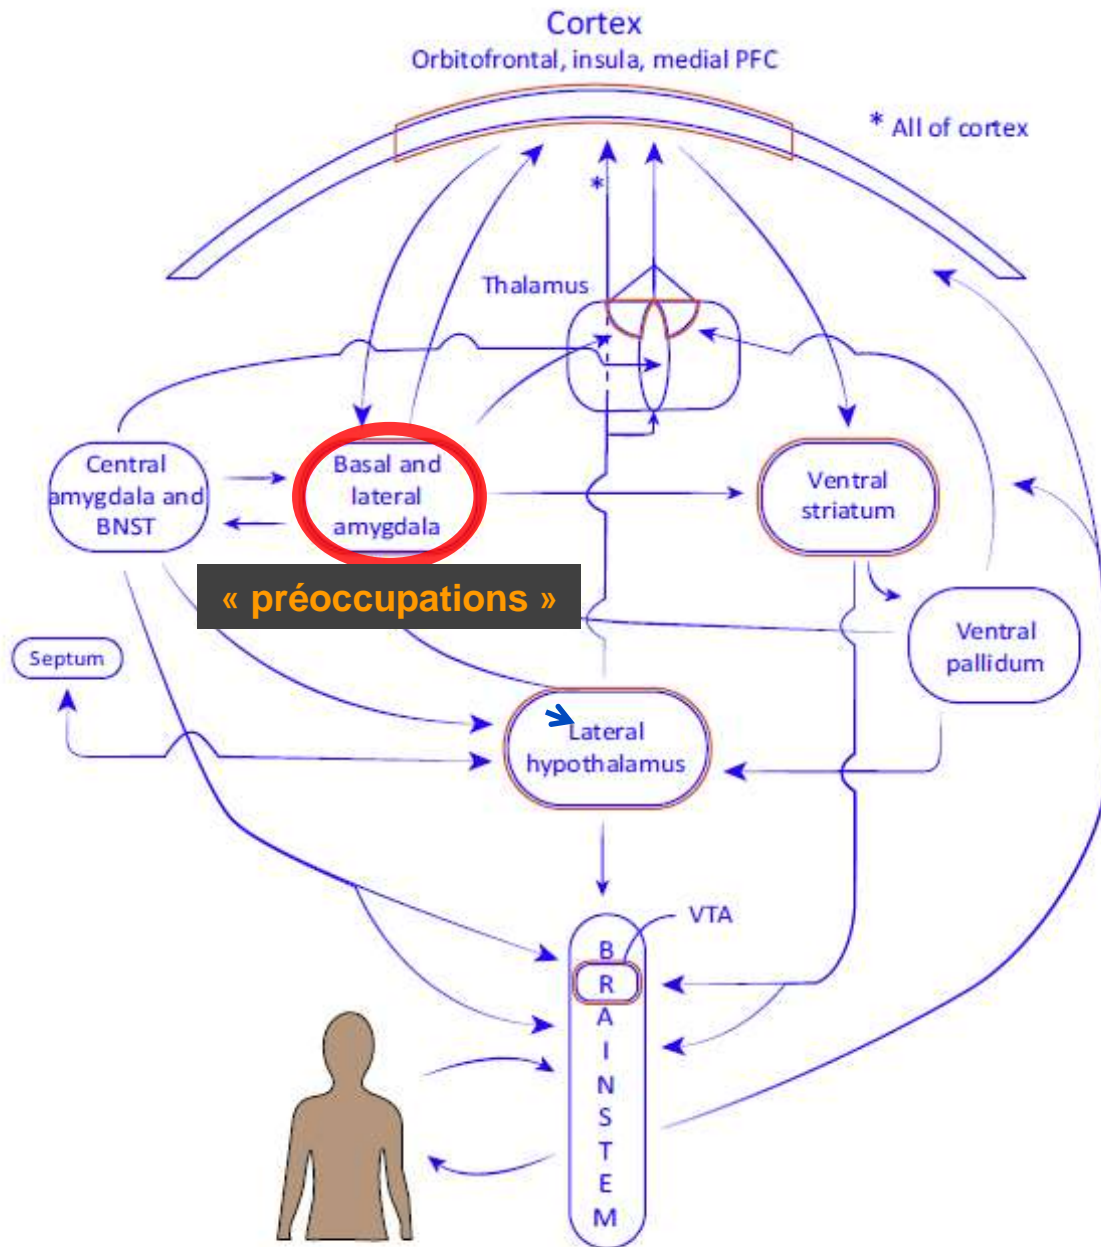 Cortex
Orbitofrontal, insula, medial PFC
* All of cortex
*
Thalamus
Central
amygdala and
BNST
Basal and
lateral
amygdala
Ventral
striatum
« préoccupations »
Ventral
pallidum
Septum
Lateral
hypothalamus
VTA
B
R
A
I
N
S
T
E
M